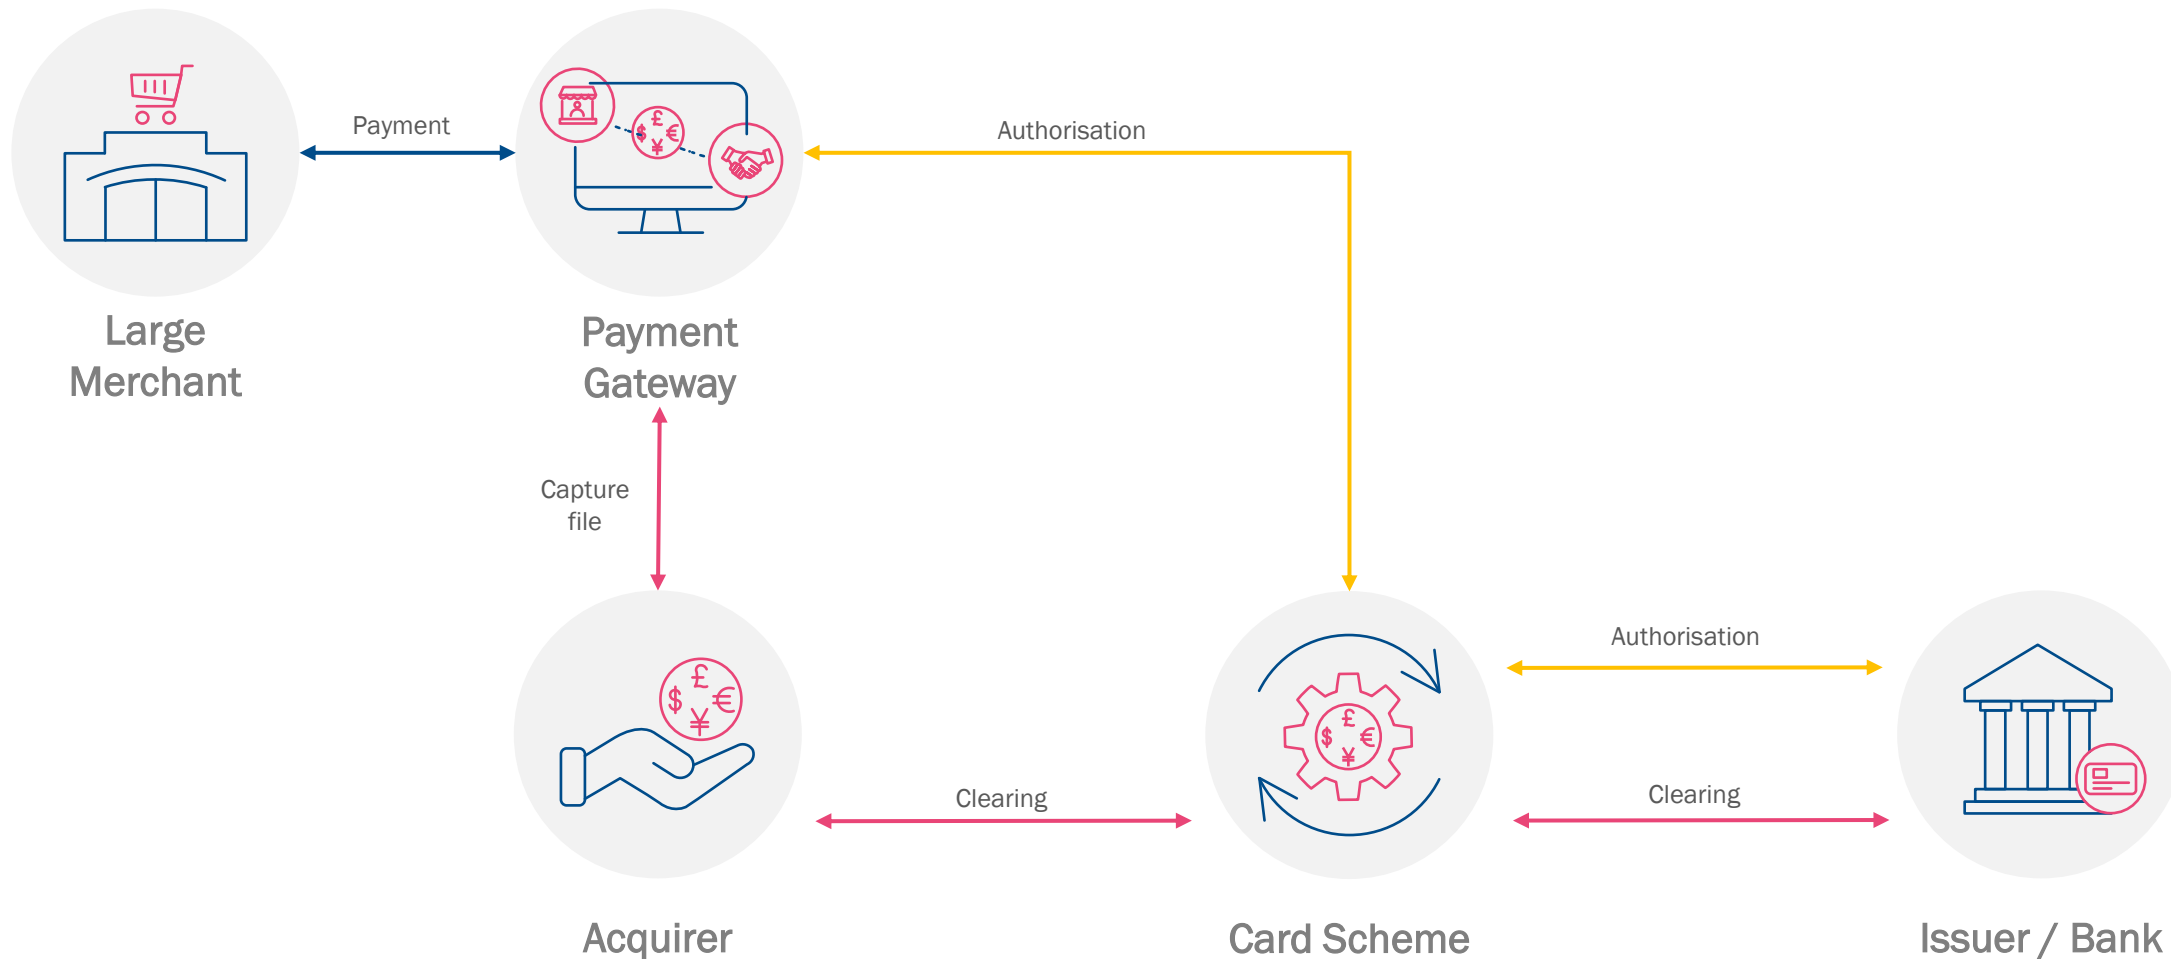 Payment
Authorisation
Large
Merchant
Payment
Gateway
Capture
file
Authorisation
Clearing
Clearing
Acquirer
Card Scheme
Issuer / Bank
£
$
€
¥
£
$
€
¥
£
$
€
¥